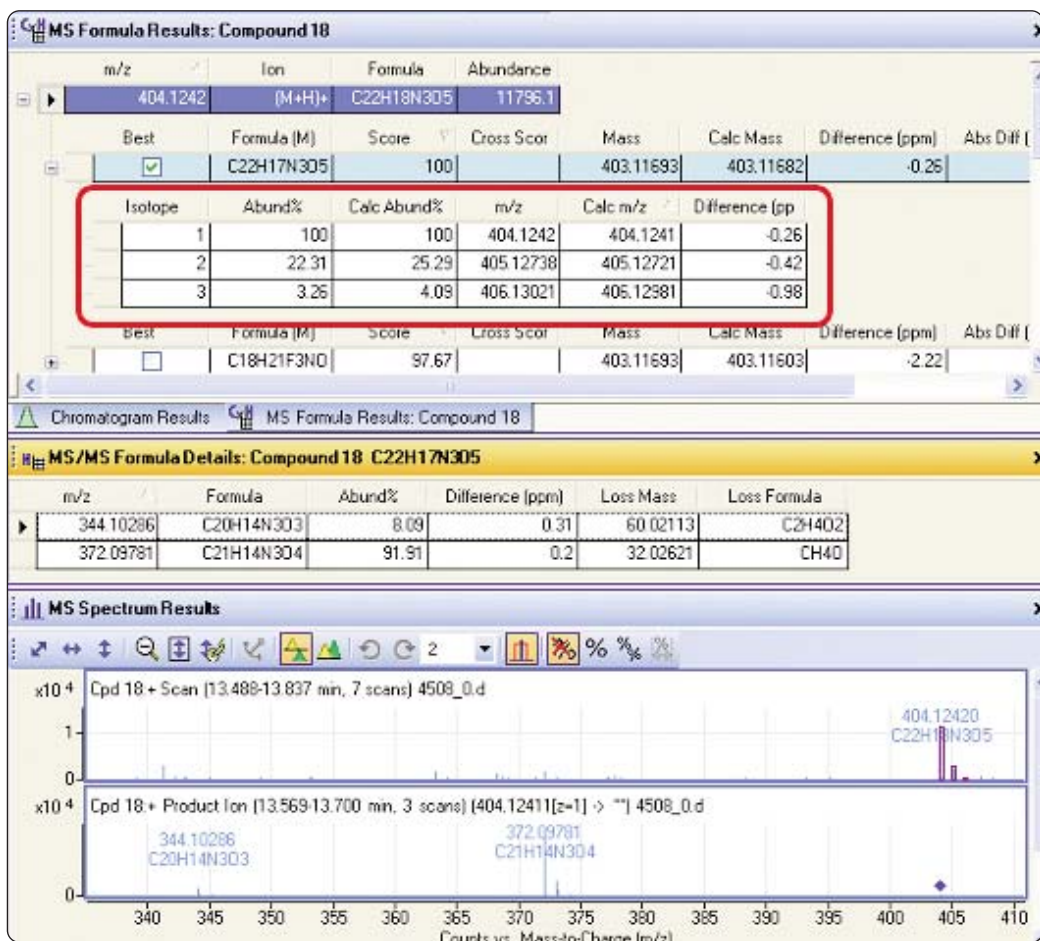 MS Formula Results: Compound 18
m/z Ion Formula Abundance
404.1242 (M+H)+ C22H18N3O5 11796.1
Best Formula (M) Score Cross Scor Mass Calc Mass Difference (ppm) Abs Diff (
C22H17N3O5 100 403.11693 403.11682 -0.26
Isotope Abund% Calc Abund% m/z Calc m/z Difference (pp
1 100 100 404.1242 404.1241 -0.26
2 22.31 25.29 405.12738 405.12721 -0.42
3 3.26 4.09 406.13021 406.12981 -0.98
Best Formula (M) Score Cross Scor Mass Calc Mass Difference (ppm) Abs Diff (
C18H21F3NO 97.67 403.11693 403.11603 -2.22
Chromatogram Results MS Formula Results: Compound 18
MS/MS Formula Details: Compound 18 C22H17N3O5
m/z Formula Abund% Difference (ppm) Loss Mass Loss Formula
344.10286 C20H14N3O3 8.09 0.31 60.02113 C2H4O2
372.09781 C21H14N3O4 91.91 0.2 32.02621 CH4O
MS Spectrum Results
2 % %
x10 4 Cpd 18 + Scan (13.488-13.837 min, 7 scans) 4508_0.d
404.12420
C22H18N3O5
1
0
x10 4 Cpd 18 + Product Ion (13.569-13.700 min, 3 scans) (404.12411[z=1] -> "") 4508_0.d
344.10286
C20H14N3O3
372.09781
C21H14N3O4
0
340 345 350 355 360 365 370 375 380 385 390 395 400 405 410
Counts vs. Mass-to-Charge (m/z)